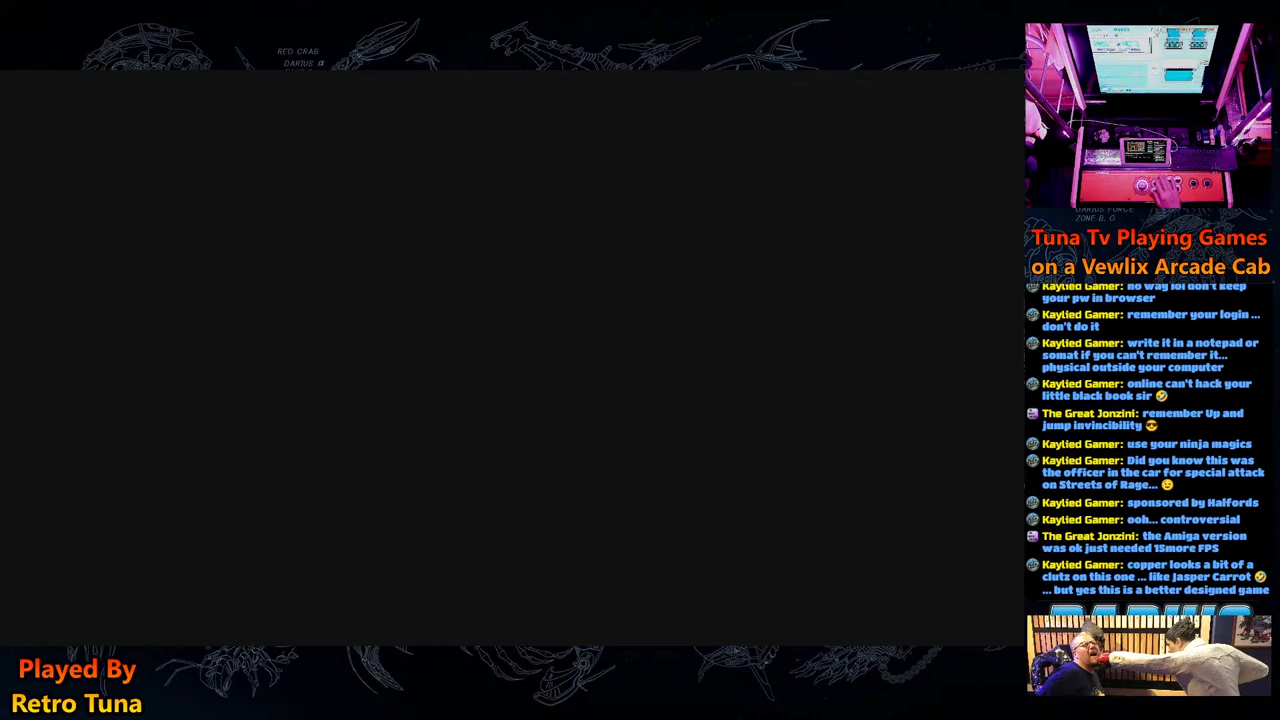 RED CRAB
DARIUS α
DARIUS FORCE
ZONE B, C
Tuna Tv Playing Games
on a Vewlix Arcade Cab
Kaylied Gamer: no way lol don't keep
your pw in browser
Kaylied Gamer: remember your login ...
don't do it
Kaylied Gamer: write it in a notepad or
somat if you can't remember it...
physical outside your computer
Kaylied Gamer: online can't hack your
little black book sir 🤣
The Great Jonzini: remember Up and
jump invincibility 😎
Kaylied Gamer: use your ninja magics
Kaylied Gamer: Did you know this was
the officer in the car for special attack
on Streets of Rage... 😉
Kaylied Gamer: sponsored by Halfords
Kaylied Gamer: ooh... controversial
The Great Jonzini: the Amiga version
was ok just needed 15more FPS
Kaylied Gamer: copper looks a bit of a
clutz on this one ... like Jasper Carrot 🤣
... but yes this is a better designed game
Played By
Retro Tuna